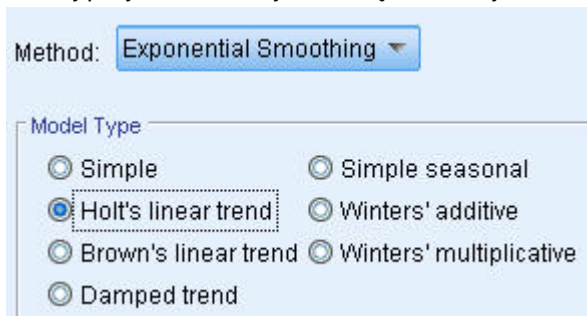 Method: Exponential Smoothing
Model Type
Simple Simple seasonal
Holt's linear trend Winters' additive
Brown's linear trend Winters' multiplicative
Damped trend